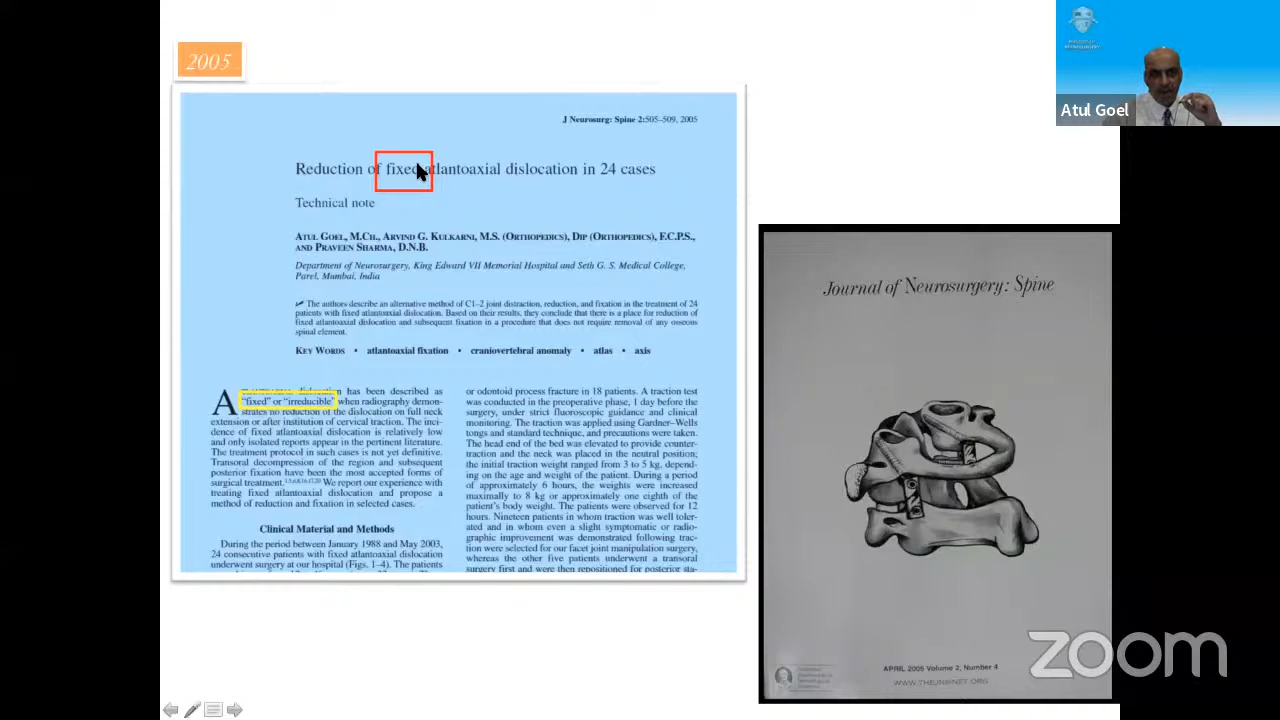 2005
J Neurosurg: Spine 2:505–509, 2005
Reduction of fixed atlantoaxial dislocation in 24 cases
Technical note
ATUL GOEL, M.CH., ARVIND G. KULKARNI, M.S. (ORTHOPEDICS), DIP (ORTHOPEDICS), F.C.P.S.,
AND PRAVEEN SHARMA, D.N.B.
Department of Neurosurgery, King Edward VII Memorial Hospital and Seth G. S. Medical College,
Parel, Mumbai, India
The authors describe an alternative method of C1–2 joint distraction, reduction, and fixation in the treatment of 24
patients with fixed atlantoaxial dislocation. Based on their results, they conclude that there is a place for reduction of
fixed atlantoaxial dislocation and subsequent fixation in a procedure that does not require removal of any osseous
spinal element.
KEY WORDS • atlantoaxial fixation • craniovertebral anomaly • atlas • axis
A has been described as
"fixed" or "irreducible" when radiography demon-
strates no reduction of the dislocation on full neck
extension or after institution of cervical traction. The inci-
dence of fixed atlantoaxial dislocation is relatively low
and only isolated reports appear in the pertinent literature.
The treatment protocol in such cases is not yet definitive.
Transoral decompression of the region and subsequent
posterior fixation have been the most accepted forms of
surgical treatment. We report our experience with
treating fixed atlantoaxial dislocation and propose a
method of reduction and fixation in selected cases.
Clinical Material and Methods
During the period between January 1988 and May 2003,
24 consecutive patients with fixed atlantoaxial dislocation
underwent surgery at our hospital (Figs. 1–4). The patients
or odontoid process fracture in 18 patients. A traction test
was conducted in the preoperative phase, 1 day before the
surgery, under strict fluoroscopic guidance and clinical
monitoring. The traction was applied using Gardner–Wells
tongs and standard technique, and precautions were taken.
The head end of the bed was elevated to provide counter-
traction and the neck was placed in the neutral position;
the initial traction weight ranged from 3 to 5 kg, depend-
ing on the age and weight of the patient. During a period
of approximately 6 hours, the weights were increased
maximally to 8 kg or approximately one eighth of the
patient's body weight. The patients were observed for 12
hours. Nineteen patients in whom traction was well toler-
ated and in whom even a slight symptomatic or radio-
graphic improvement was demonstrated following trac-
tion were selected for our facet joint manipulation surgery,
whereas the other five patients underwent a transoral
surgery first and were then repositioned for posterior sta-
Journal of Neurosurgery: Spine
APRIL 2005 Volume 2, Number 4
WWW.THEJNSNET.ORG
Atul Goel
zoom